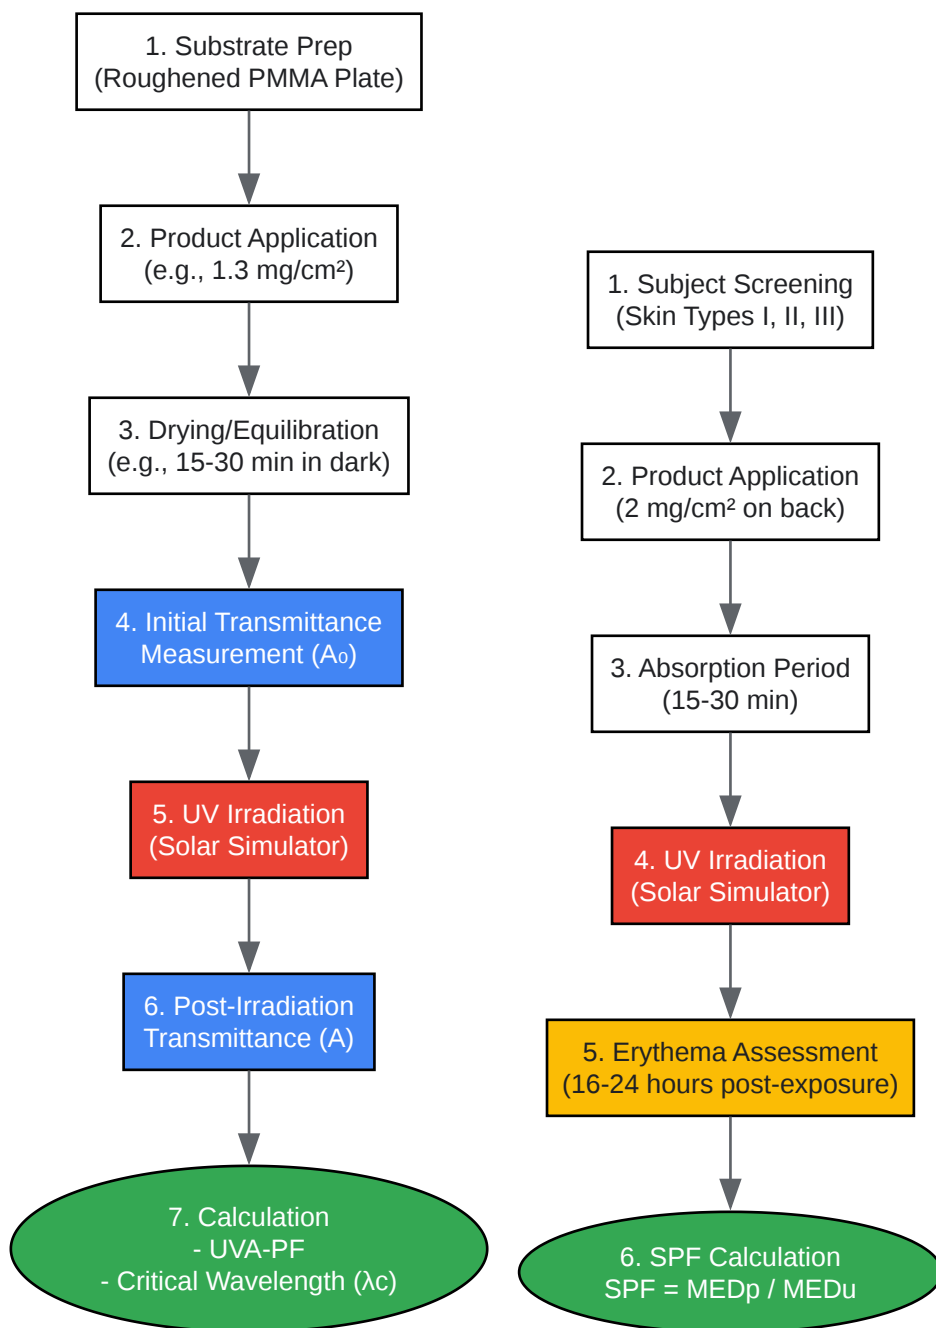 1. Substrate Prep
(Roughened PMMA Plate)
2. Product Application
(e.g., 1.3 mg/cm²)
3. Drying/Equilibration
(e.g., 15-30 min in dark)
4. Initial Transmittance
Measurement (A₀)
5. UV Irradiation
(Solar Simulator)
6. Post-Irradiation
Transmittance (A)
7. Calculation
- UVA-PF
- Critical Wavelength (λc)
1. Subject Screening
(Skin Types I, II, III)
2. Product Application
(2 mg/cm² on back)
3. Absorption Period
(15-30 min)
4. UV Irradiation
(Solar Simulator)
5. Erythema Assessment
(16-24 hours post-exposure)
6. SPF Calculation
SPF = MEDp / MEDu